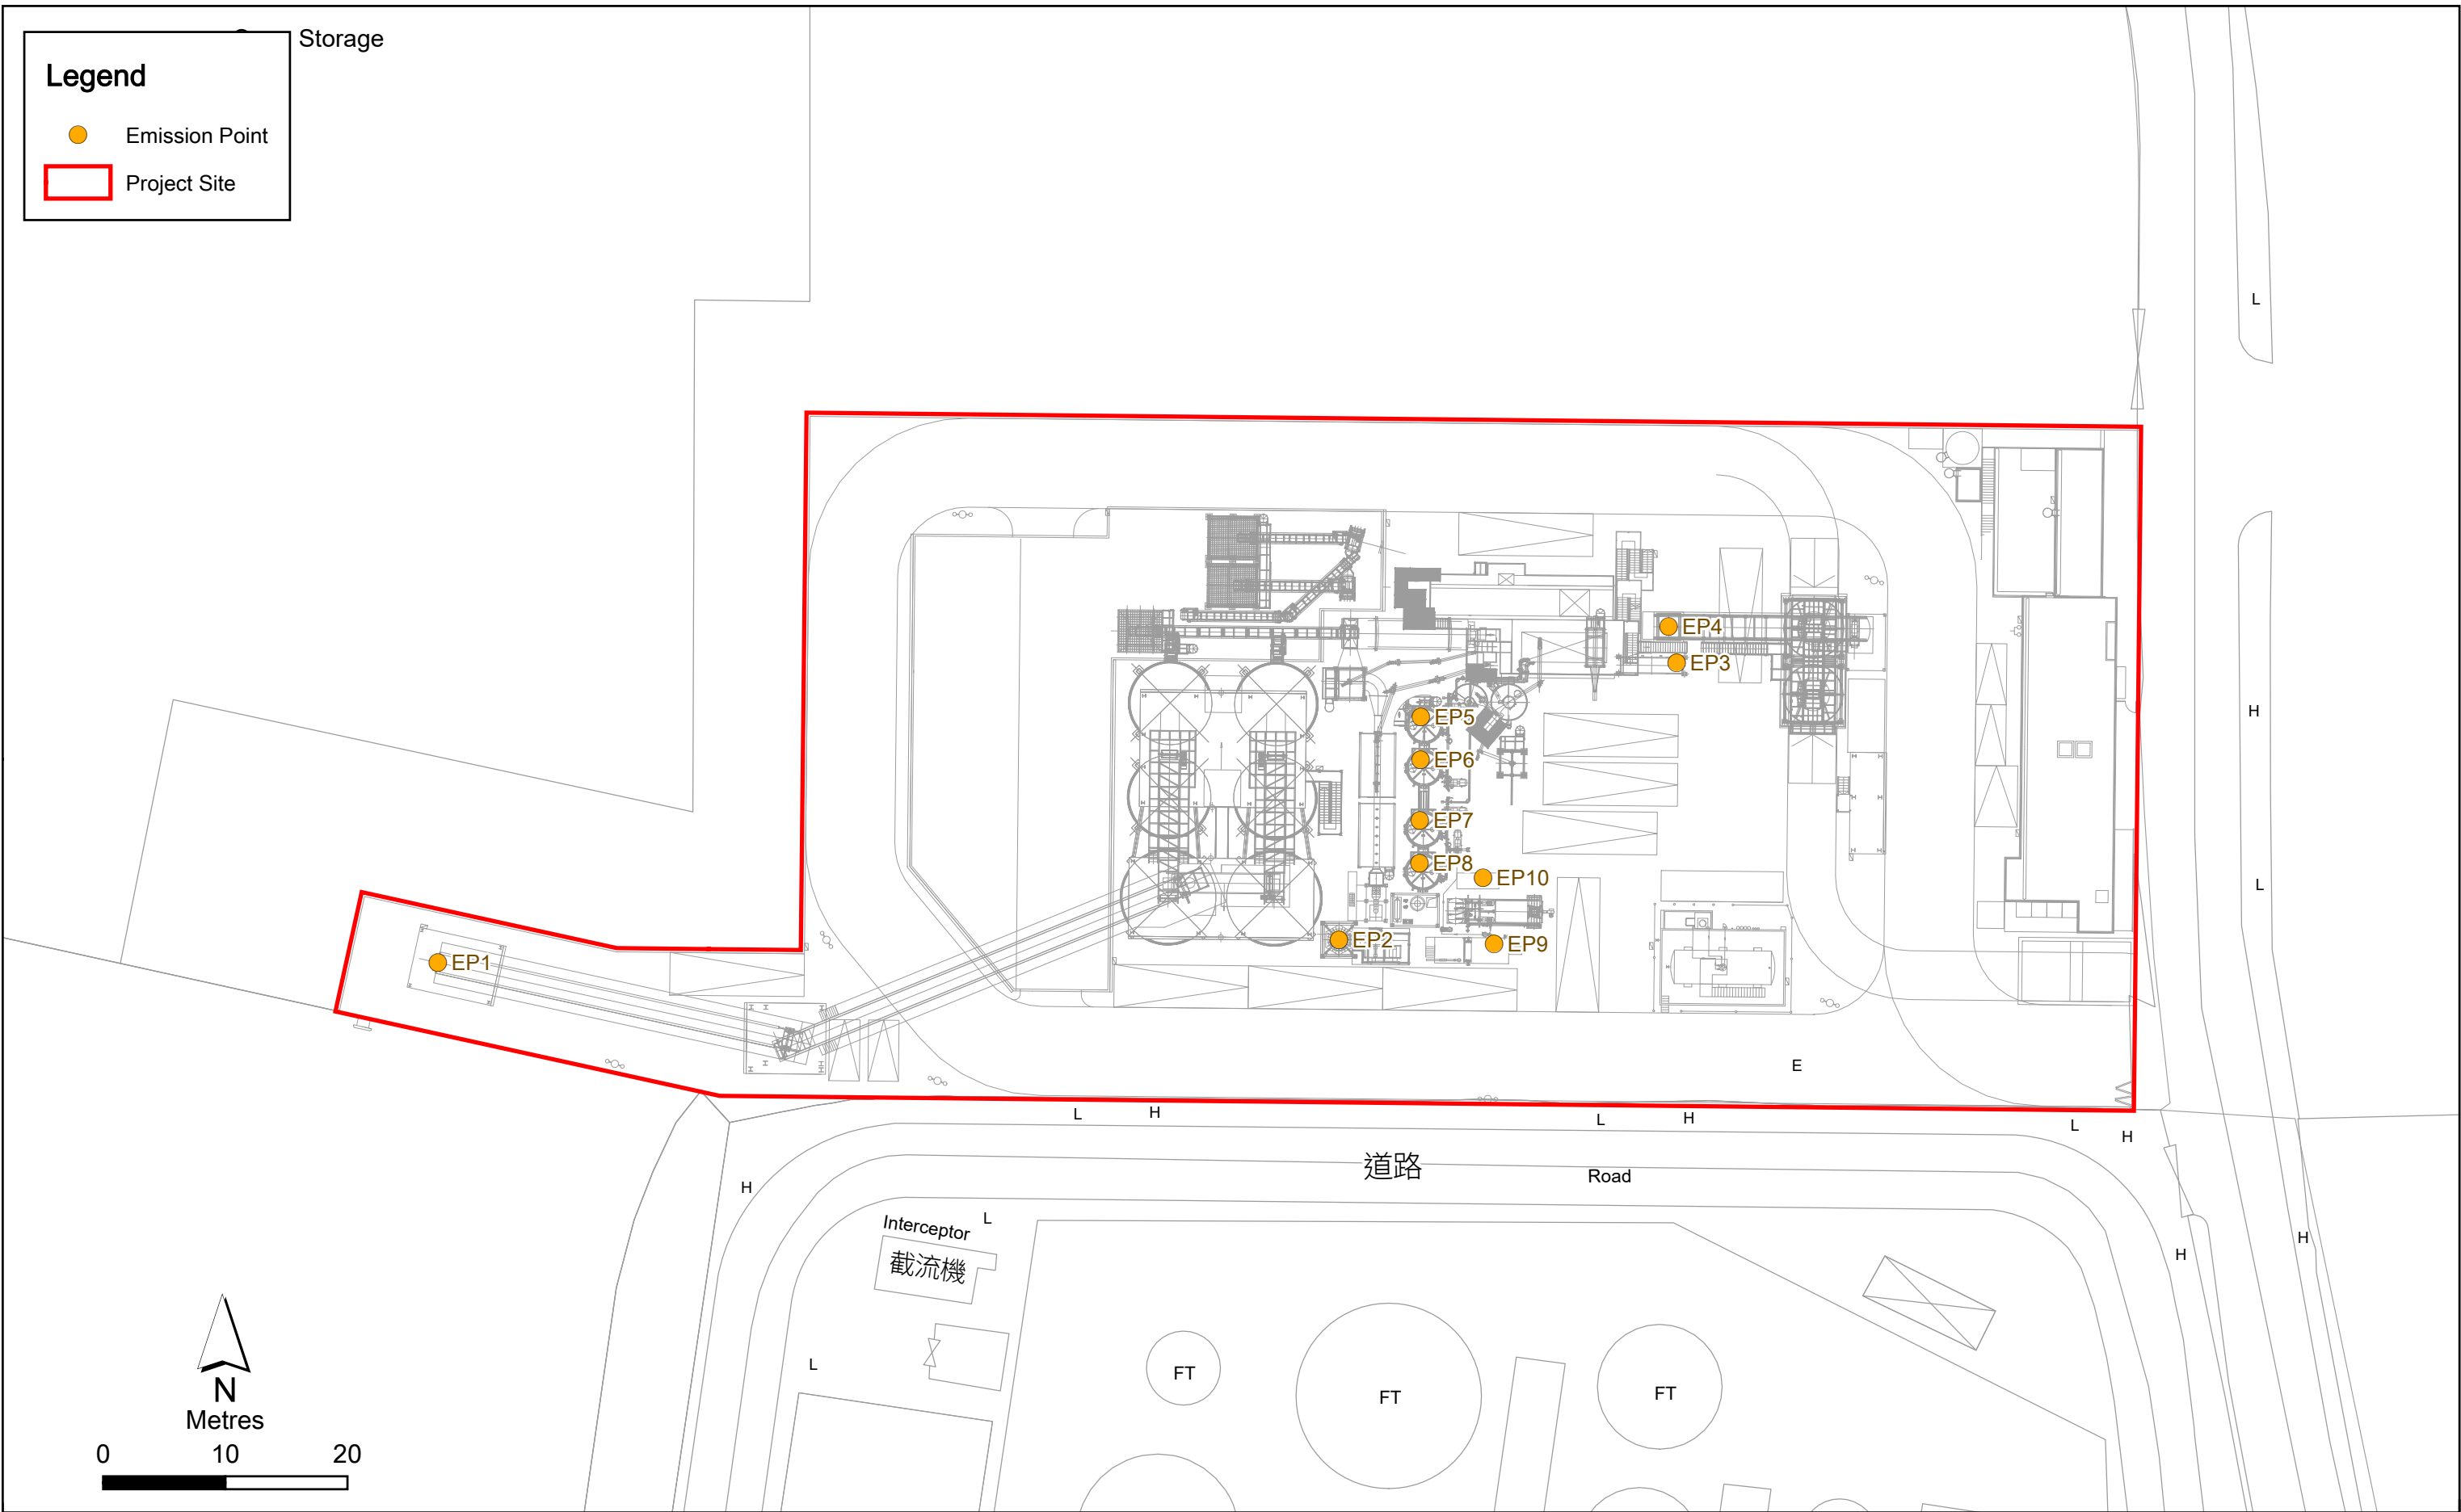 Storage
Legend
Emission Point
Project Site
L
L
EP4
EP3
H
EP5
EP6
EP7
EP8
EP10
L
EP2
EP9
EP1
E
L
H
L
H
L
H
道路
Road
H
Interceptor
L
截流機
H
H
L
FT
FT
FT
N
Metres
0 10 20